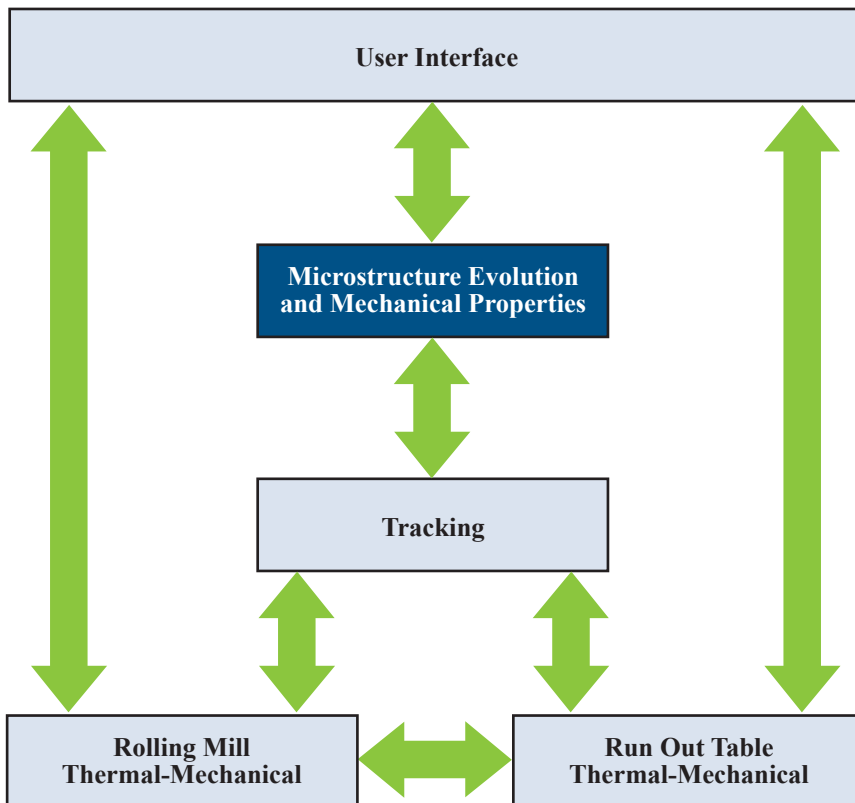 User Interface
Microstructure Evolution
and Mechanical Properties
Tracking
Rolling Mill
Thermal-Mechanical
Run Out Table
Thermal-Mechanical